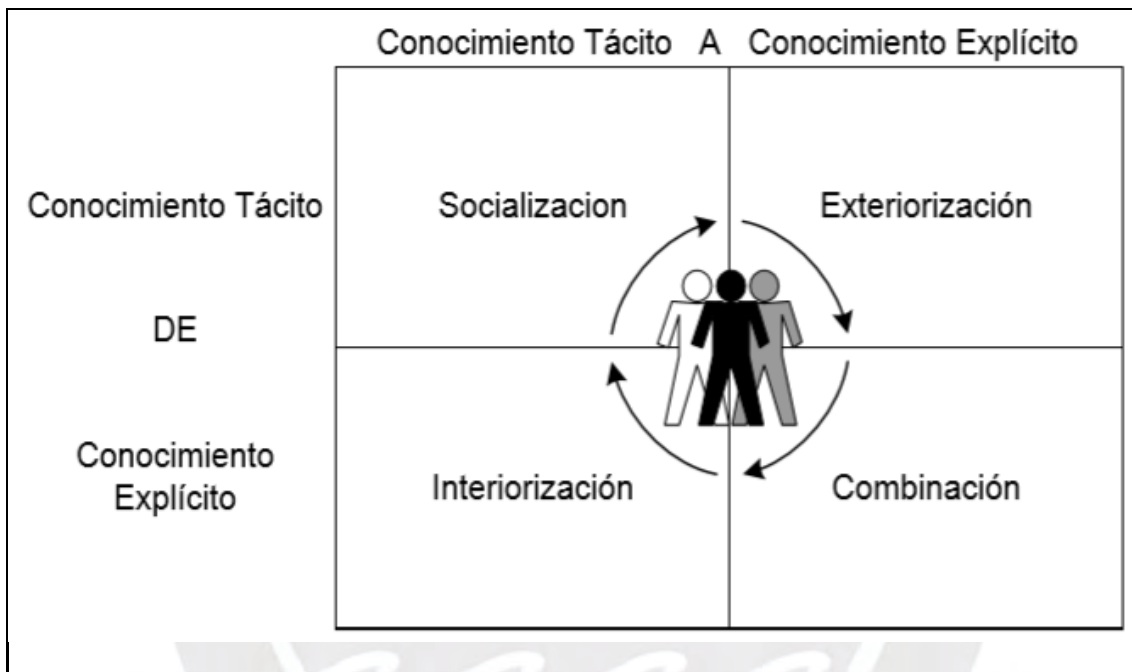 Conocimiento Tácito A Conocimiento Explícito
Conocimiento Tácito
Socializacion
Exteriorización
DE
Conocimiento
Explícito
Interiorización
Combinación